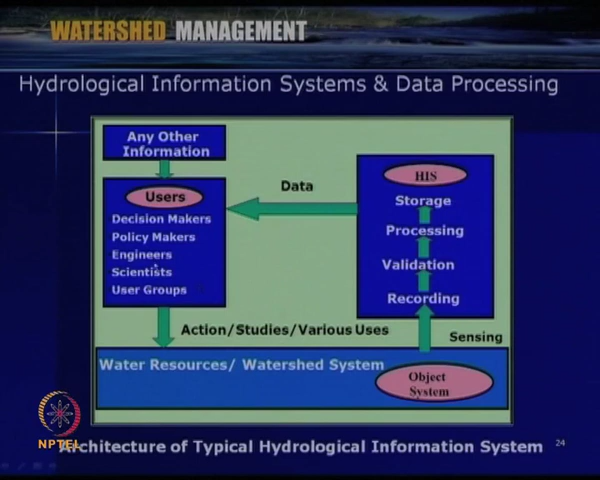 WATERSHED MANAGEMENT
Hydrological Information Systems & Data Processing
Any Other
Information
Users
Decision Makers
Policy Makers
Engineers
Scientists
User Groups
Data
HIS
Storage
Processing
Validation
Recording
Action/Studies/Various Uses
Sensing
Water Resources/ Watershed System
Object
System
NPTEL
Architecture of Typical Hydrological Information System
24